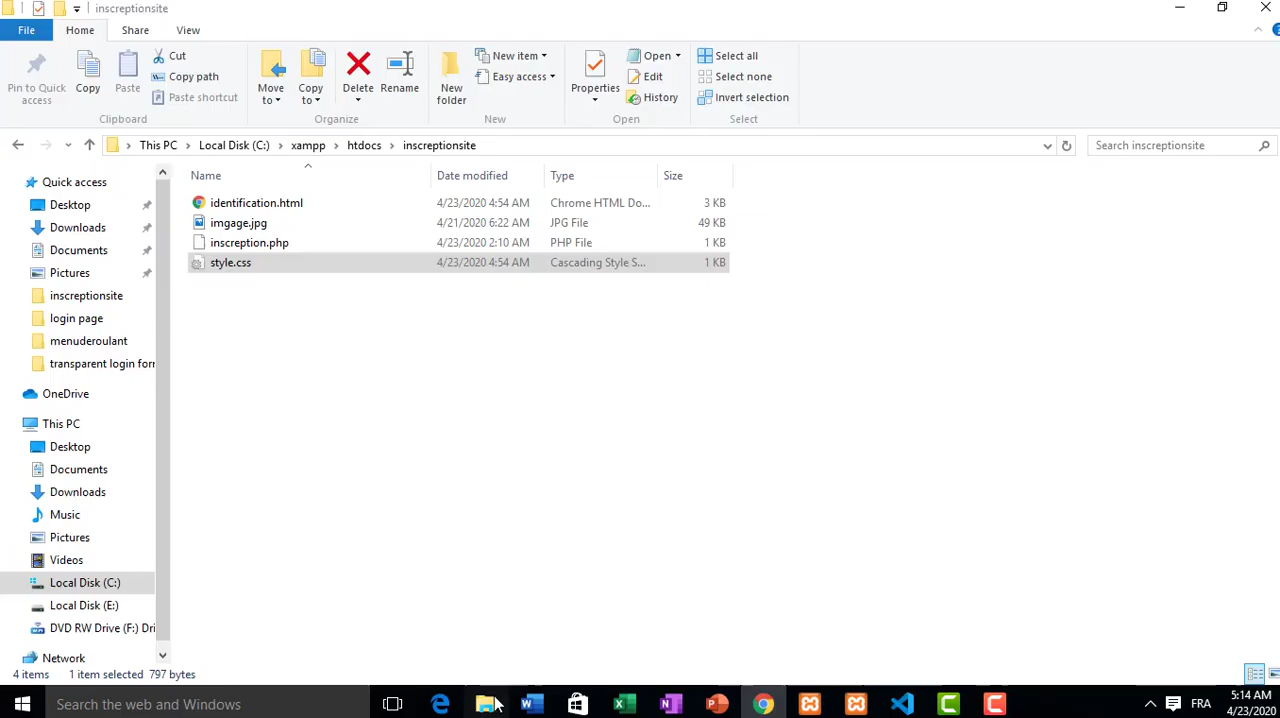 inscreptionsite
File Home Share View
Pin to Quick access
Copy
Paste
Cut
Copy path
Paste shortcut
Move to
Copy to
Delete
Rename
New folder
New item
Easy access
Properties
Open
Edit
History
Select all
Select none
Invert selection
Clipboard Organize New Open Select
This PC Local Disk (C:) xampp htdocs inscreptionsite
Search inscreptionsite
Name Date modified Type Size
identification.html 4/23/2020 4:54 AM Chrome HTML Do... 3 KB
imgage.jpg 4/21/2020 6:22 AM JPG File 49 KB
inscreption.php 4/23/2020 2:10 AM PHP File 1 KB
style.css 4/23/2020 4:54 AM Cascading Style S... 1 KB
Quick access
Desktop
Downloads
Documents
Pictures
inscreptionsite
login page
menuderoulant
transparent login forr
OneDrive
This PC
Desktop
Documents
Downloads
Music
Pictures
Videos
Local Disk (C:)
Local Disk (E:)
DVD RW Drive (F:) Dri
Network
4 items 1 item selected 797 bytes
Search the web and Windows
FRA
5:14 AM
4/23/2020